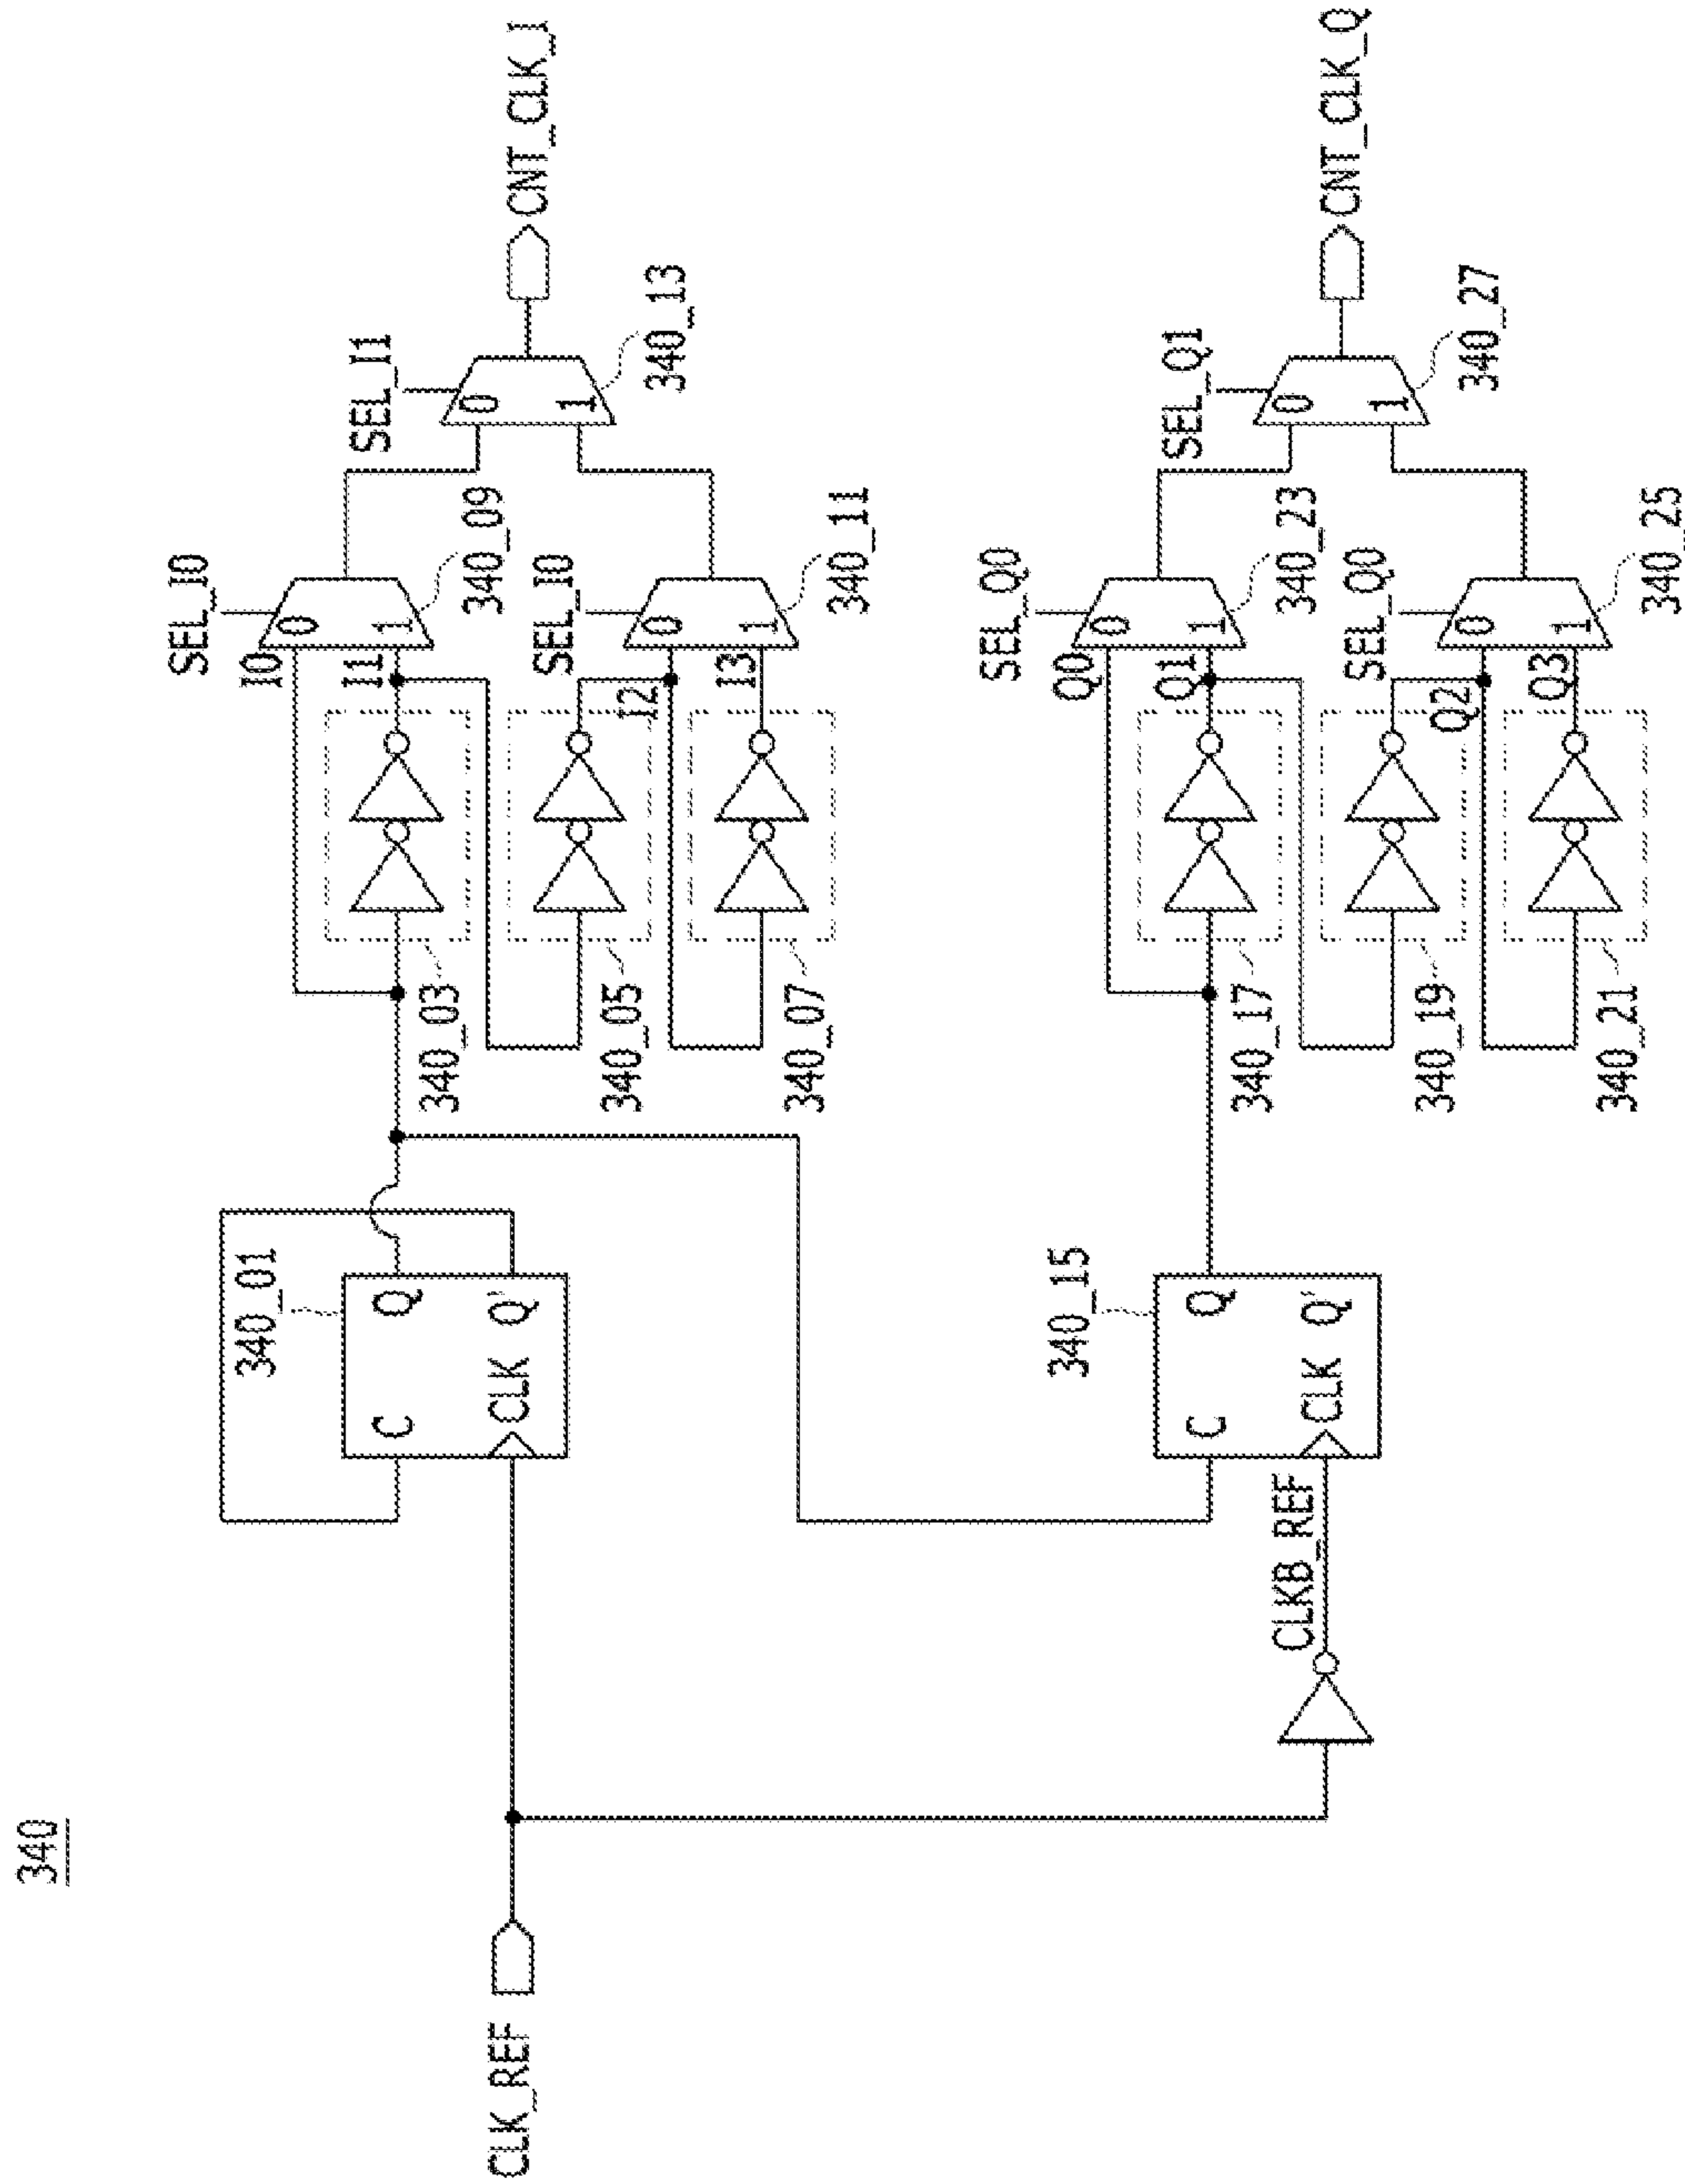 340
CLK_REF
340_01
C
Q
CLK
Q'
340_03
340_05
340_07
SEL_I0
I0
0
I1
1
340_09
SEL_I0
I2
0
I3
1
340_11
SEL_I1
0
1
340_13
CNT_CLK_I
CLKB_REF
340_15
C
Q
CLK
Q'
340_17
340_19
340_21
SEL_Q0
Q0
0
Q1
1
340_23
SEL_Q0
Q2
0
Q3
1
340_25
SEL_Q1
0
1
340_27
CNT_CLK_Q